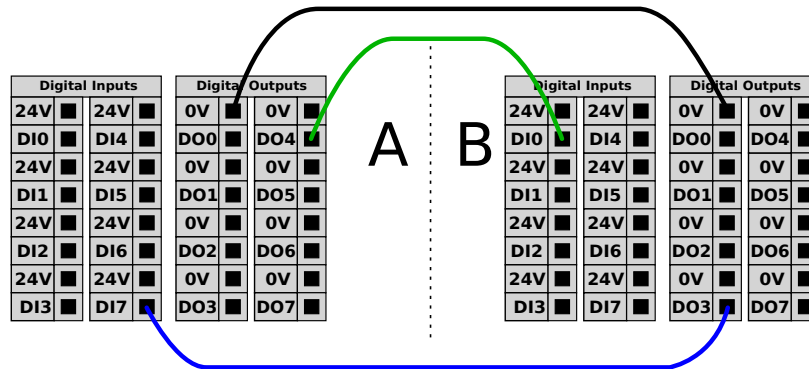 Digital Inputs Digital Outputs Digital Inputs Digital Outputs
24V 24V 0V 0V 24V 24V 0V 0V
DI0 DI4 DO0 DO4 A B DI0 DI4 DO0 DO4
24V 24V 0V 0V 24V 24V 0V 0V
DI1 DI5 DO1 DO5 DI1 DI5 DO1 DO5
24V 24V 0V 0V 24V 24V 0V 0V
DI2 DI6 DO2 DO6 DI2 DI6 DO2 DO6
24V 24V 0V 0V 24V 24V 0V 0V
DI3 DI7 DO3 DO7 DI3 DI7 DO3 DO7